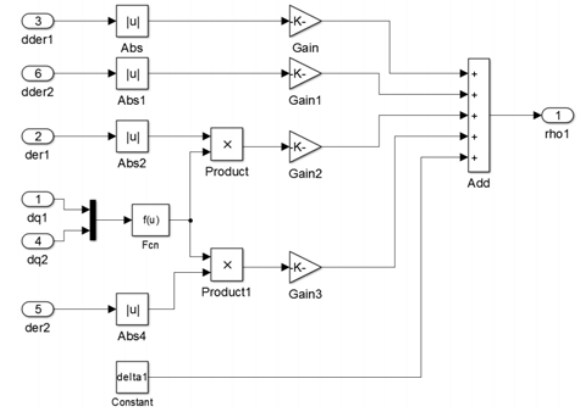 3
|u|
-K-
dder1
Abs
Gain
6
|u|
-K-
dder2
Abs1
Gain1
2
|u|
×
-K-
der1
Abs2
Product
Gain2
+
+
+
+
+
Add
1
rho1
1
dq1
f(u)
4
Fcn
dq2
×
-K-
Product1
Gain3
5
|u|
der2
Abs4
delta1
Constant